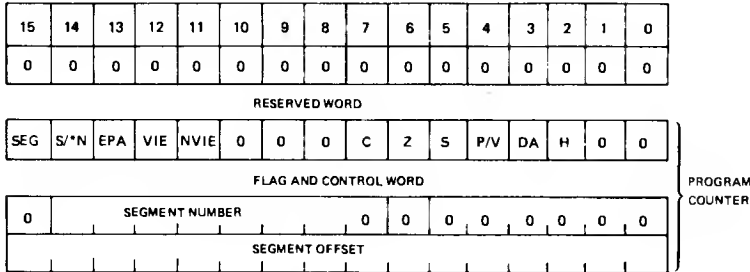 15 14 13 12 11 10 9 8 7 6 5 4 3 2 1 0
0 0 0 0 0 0 0 0 0 0 0 0 0 0 0 0
RESERVED WORD
SEG S/*N EPA VIE NVIE 0 0 0 C Z S P/V DA H 0 0
FLAG AND CONTROL WORD
PROGRAM
COUNTER
0 SEGMENT NUMBER 0 0 0 0 0 0 0 0
SEGMENT OFFSET